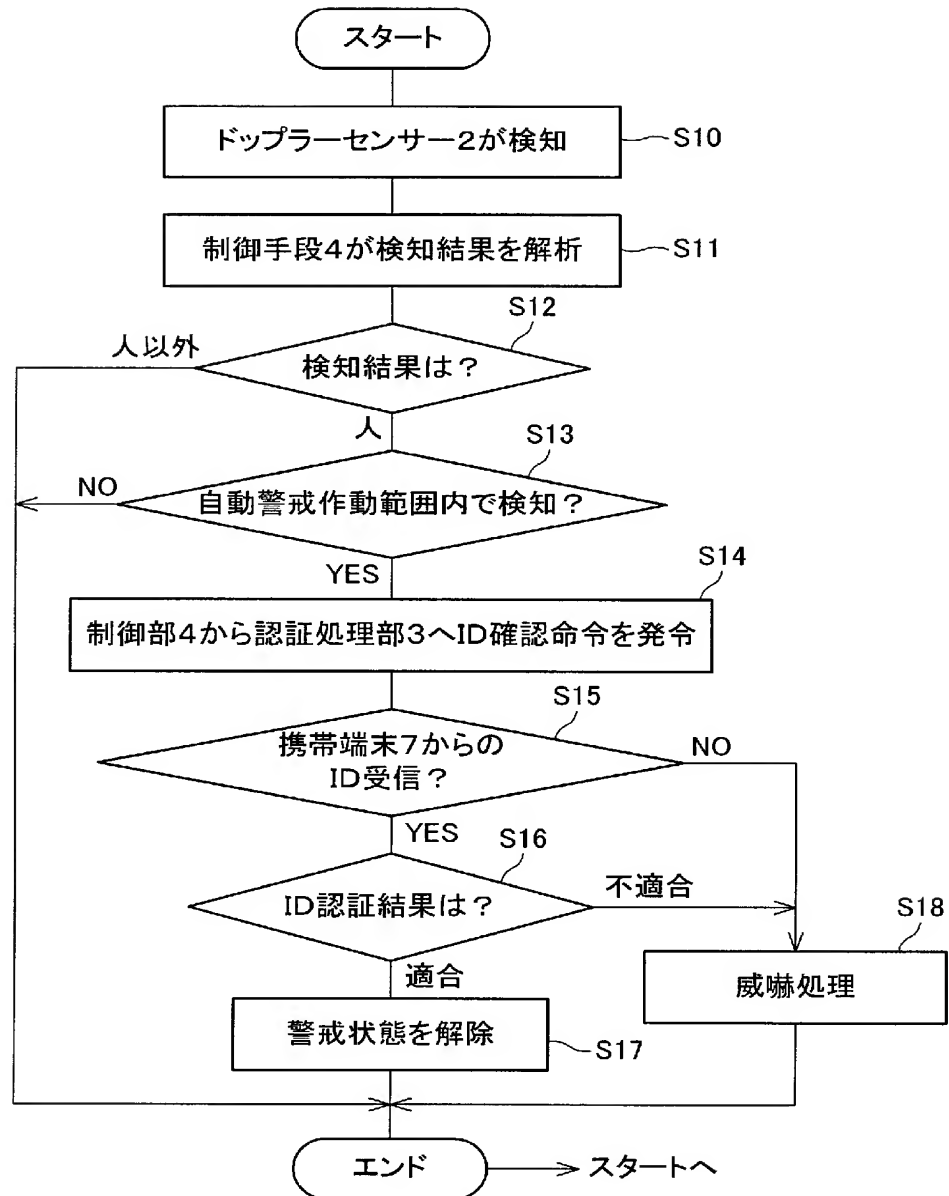 スタート
ドップラーセンサー2が検知
S10
制御手段4が検知結果を解析
S11
S12
人以外
検知結果は?
人
S13
NO
自動警戒作動範囲内で検知?
YES
S14
制御部4から認証処理部3へID確認命令を発令
S15
携帯端末7からの
ID受信?
NO
YES
S16
ID認証結果は?
不適合
S18
適合
威嚇処理
警戒状態を解除
S17
エンド
スタートへ